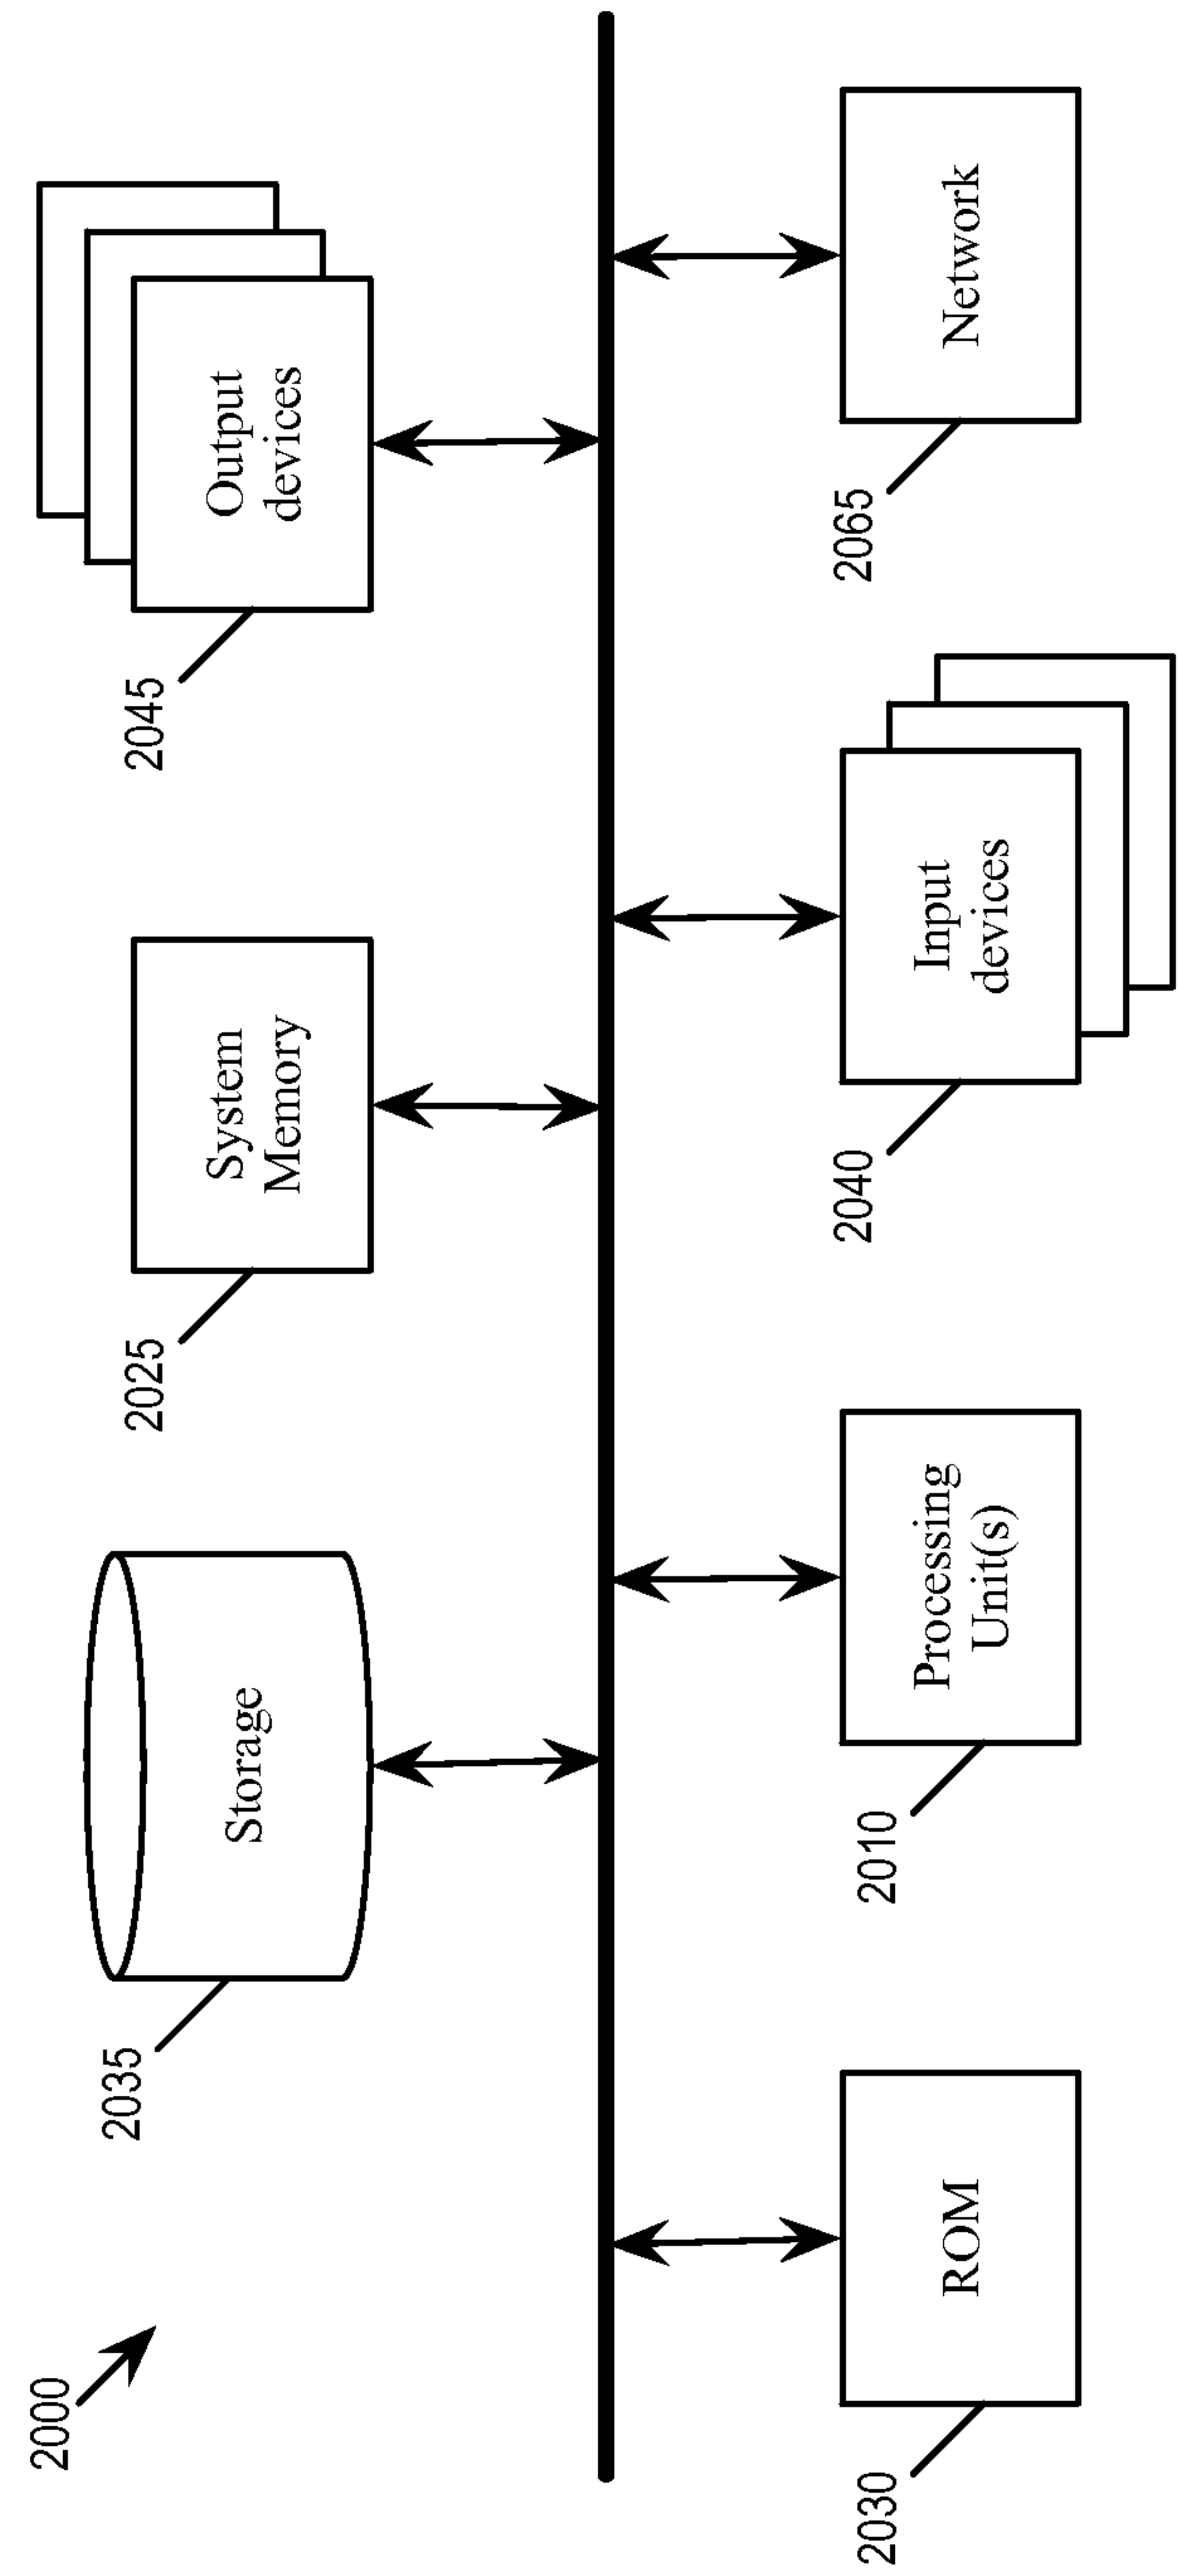 2000
2035
Storage
2025
System
Memory
2045
Output
devices
2030
ROM
2010
Processing
Unit(s)
2040
Input
devices
2065
Network